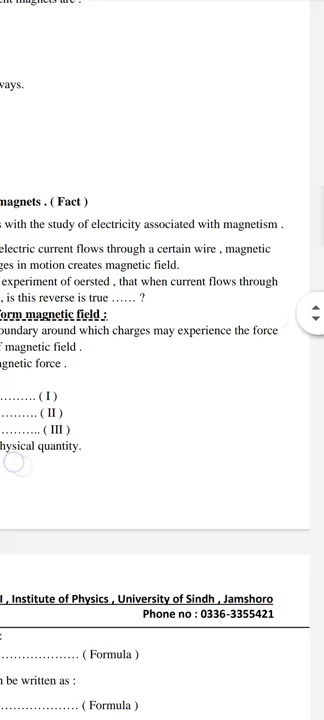 ent magnets are :
ways.
magnets . ( Fact )
s with the study of electricity associated with magnetism .
electric current flows through a certain wire , magnetic
ges in motion creates magnetic field.
experiment of oersted , that when current flows through
, is this reverse is true …… ?
form magnetic field :
oundary around which charges may experience the force
f magnetic field .
gnetic force .
………. ( I )
………. ( II )
……….. ( III )
hysical quantity.
I , Institute of Physics , University of Sindh , Jamshoro
Phone no : 0336-3355421
:
………………… ( Formula )
n be written as :
………………… ( Formula )